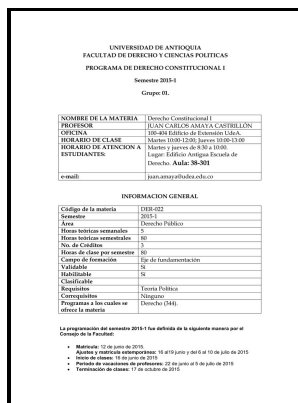 UNIVERSIDAD DE ANTIOQUIA
FACULTAD DE DERECHO Y CIENCIAS POLITICAS
PROGRAMA DE DERECHO CONSTITUCIONAL I
Semestre 2015-1
Grupo: 01.
NOMBRE DE LA MATERIA Derecho Constitucional I
PROFESOR JUAN CARLOS AMAYA CASTRILLÓN
OFICINA 100-404 Edificio de Extensión UdeA.
HORARIO DE CLASE Martes 10:00-12:00; Jueves 10:00-13:00
HORARIO DE ATENCION A Martes y jueves de 8:30 a 10:00.
ESTUDIANTES: Lugar: Edificio Antigua Escuela de
Derecho. Aula: 38-301
e-mail: juan.amaya@udea.edu.co
INFORMACION GENERAL
Código de la materia DER-022
Semestre 2015-1
Área Derecho Público
Horas teóricas semanales 5
Horas teóricas semestrales 80
No. de Créditos 3
Horas de clase por semestre 80
Campo de formación Eje de fundamentación
Validable Si
Habilitable Si
Clasificable
Requisitos Teoría Política
Correquisitos Ninguno
Programas a los cuales se Derecho (344).
ofrece la materia
La programación del semestre 2015-1 fue definida de la siguiente manera por el
Consejo de la Facultad:
• Matrícula: 12 de junio de 2015.
Ajustes y matrícula extemporánea: 16 al 19 junio y del 6 al 10 de julio de 2015
• Inicio de clases: 16 de junio de 2015
• Período de vacaciones de profesores: 22 de junio al 5 de julio de 2015
• Terminación de clases: 17 de octubre de 2015